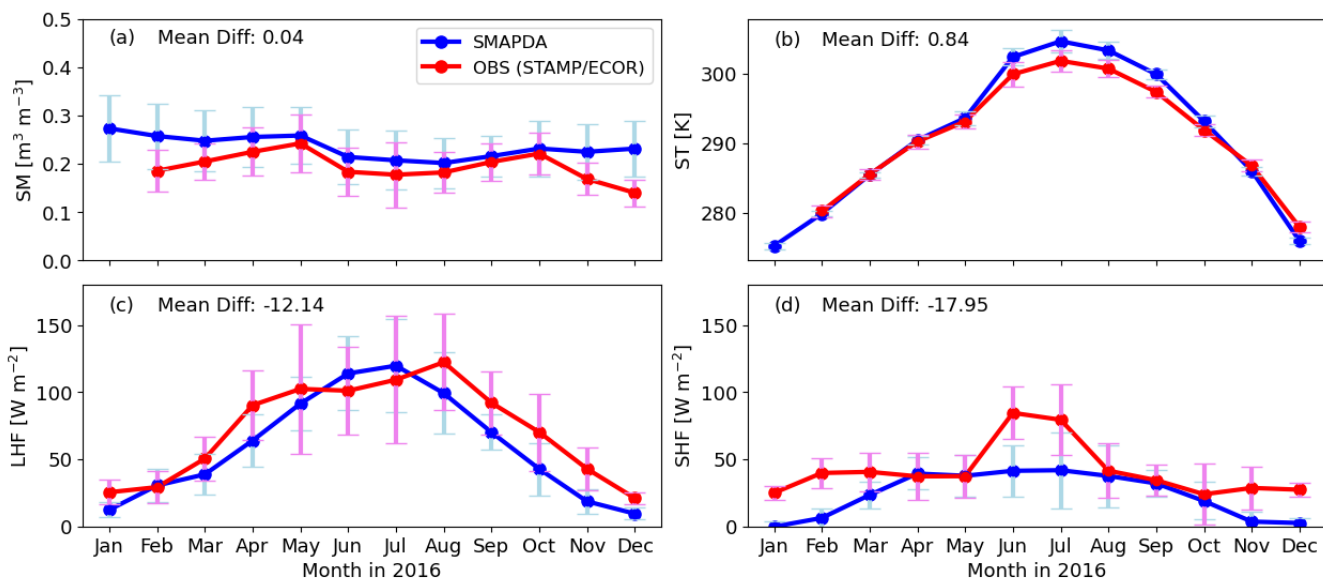 (a) Mean Diff: 0.04
SMAPDA
OBS (STAMP/ECOR)
SM [m³ m⁻³]
0.5
0.4
0.3
0.2
0.1
0.0
(b) Mean Diff: 0.84
ST [K]
300
290
280
(c) Mean Diff: -12.14
LHF [W m⁻²]
150
100
50
0
Jan Feb Mar Apr May Jun Jul Aug Sep Oct Nov Dec
Month in 2016
(d) Mean Diff: -17.95
SHF [W m⁻²]
150
100
50
0
Jan Feb Mar Apr May Jun Jul Aug Sep Oct Nov Dec
Month in 2016